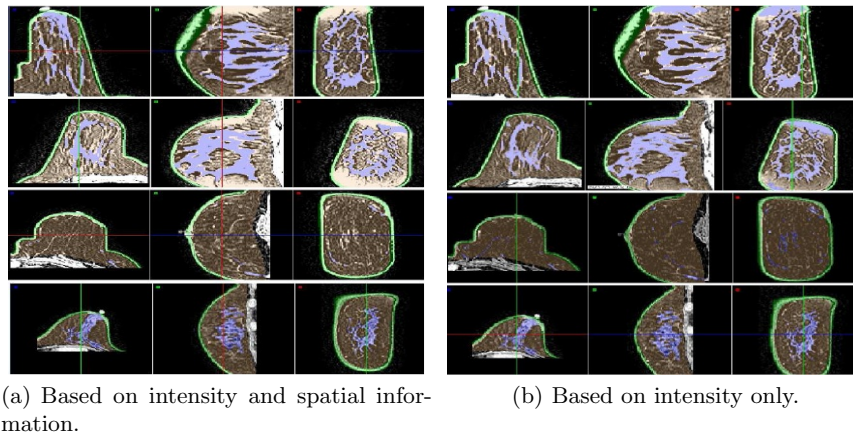 (a) Based on intensity and spatial infor-
mation.
(b) Based on intensity only.